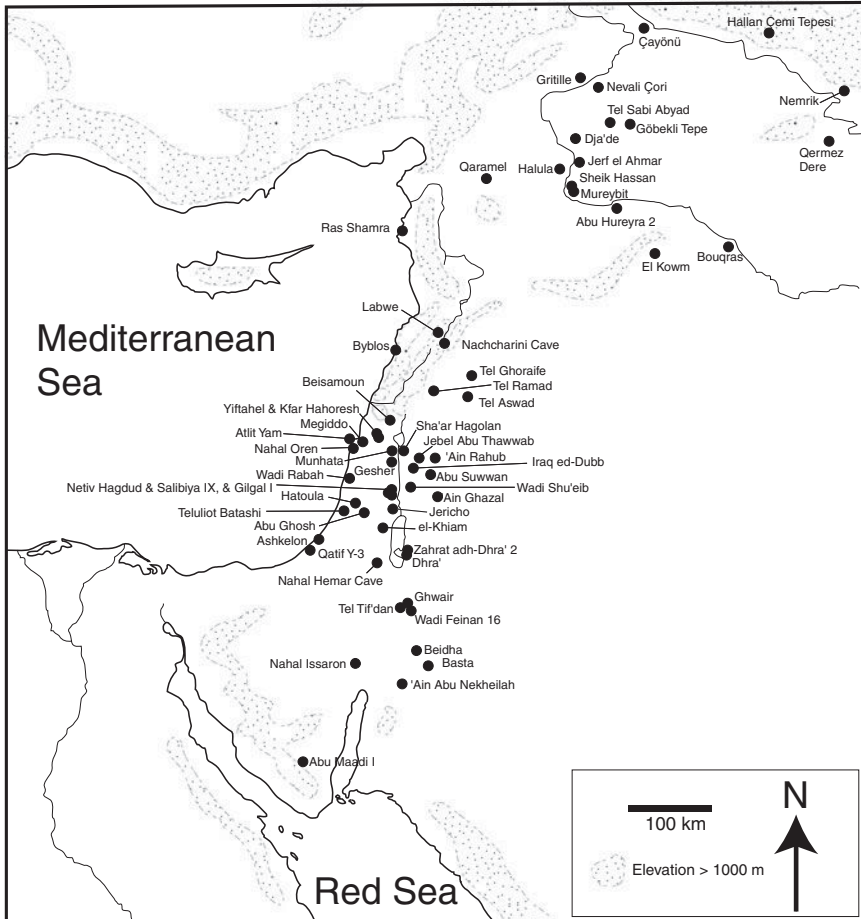 Hallan Çemi Tepesi
Çayönü
Gritille
Nevali Çori
Nemrik
Tel Sabi Abyad
Göbekli Tepe
Dja'de
Qermez
Dere
Qaramel
Halula
Jerf el Ahmar
Sheik Hassan
Mureybit
Abu Hureyra 2
Ras Shamra
El Kowm
Bouqras
Labwe
Mediterranean
Sea
Byblos
Nachcharini Cave
Tel Ghoraife
Beisamoun
Tel Ramad
Tel Aswad
Yiftahel & Kfar Hahoresh
Megiddo
Sha'ar Hagolan
Atlit Yam
Jebel Abu Thawwab
Nahal Oren
Munhata
'Ain Rahub
Iraq ed-Dubb
Wadi Rabah
Gesher
Abu Suwwan
Netiv Hagdud & Salibiya IX, & Gilgal I
Wadi Shu'eib
Hatoula
Ain Ghazal
Teluliot Batashi
Jericho
Abu Ghosh
el-Khiam
Ashkelon
Qatif Y-3
Zahrat adh-Dhra' 2
Dhra'
Nahal Hemar Cave
Ghwair
Tel Tif'dan
Wadi Feinan 16
Beidha
Nahal Issaron
Basta
'Ain Abu Nekheilah
Abu Maadi I
N
100 km
Elevation > 1000 m
Red Sea